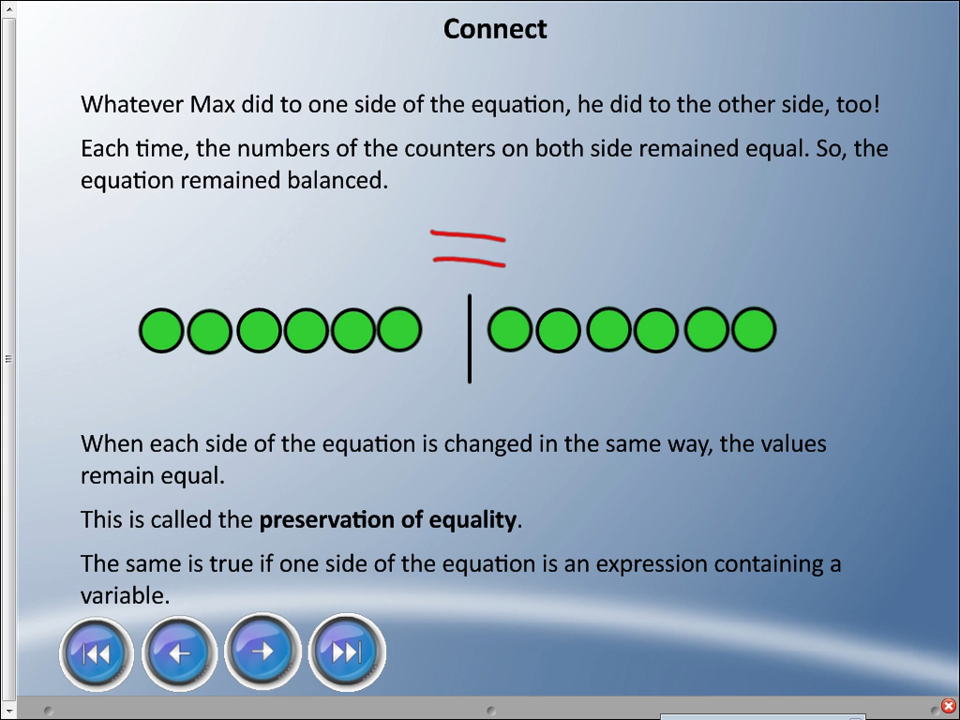 Connect
Whatever Max did to one side of the equation, he did to the other side, too!
Each time, the numbers of the counters on both side remained equal. So, the
equation remained balanced.
=
When each side of the equation is changed in the same way, the values
remain equal.
This is called the preservation of equality.
The same is true if one side of the equation is an expression containing a
variable.